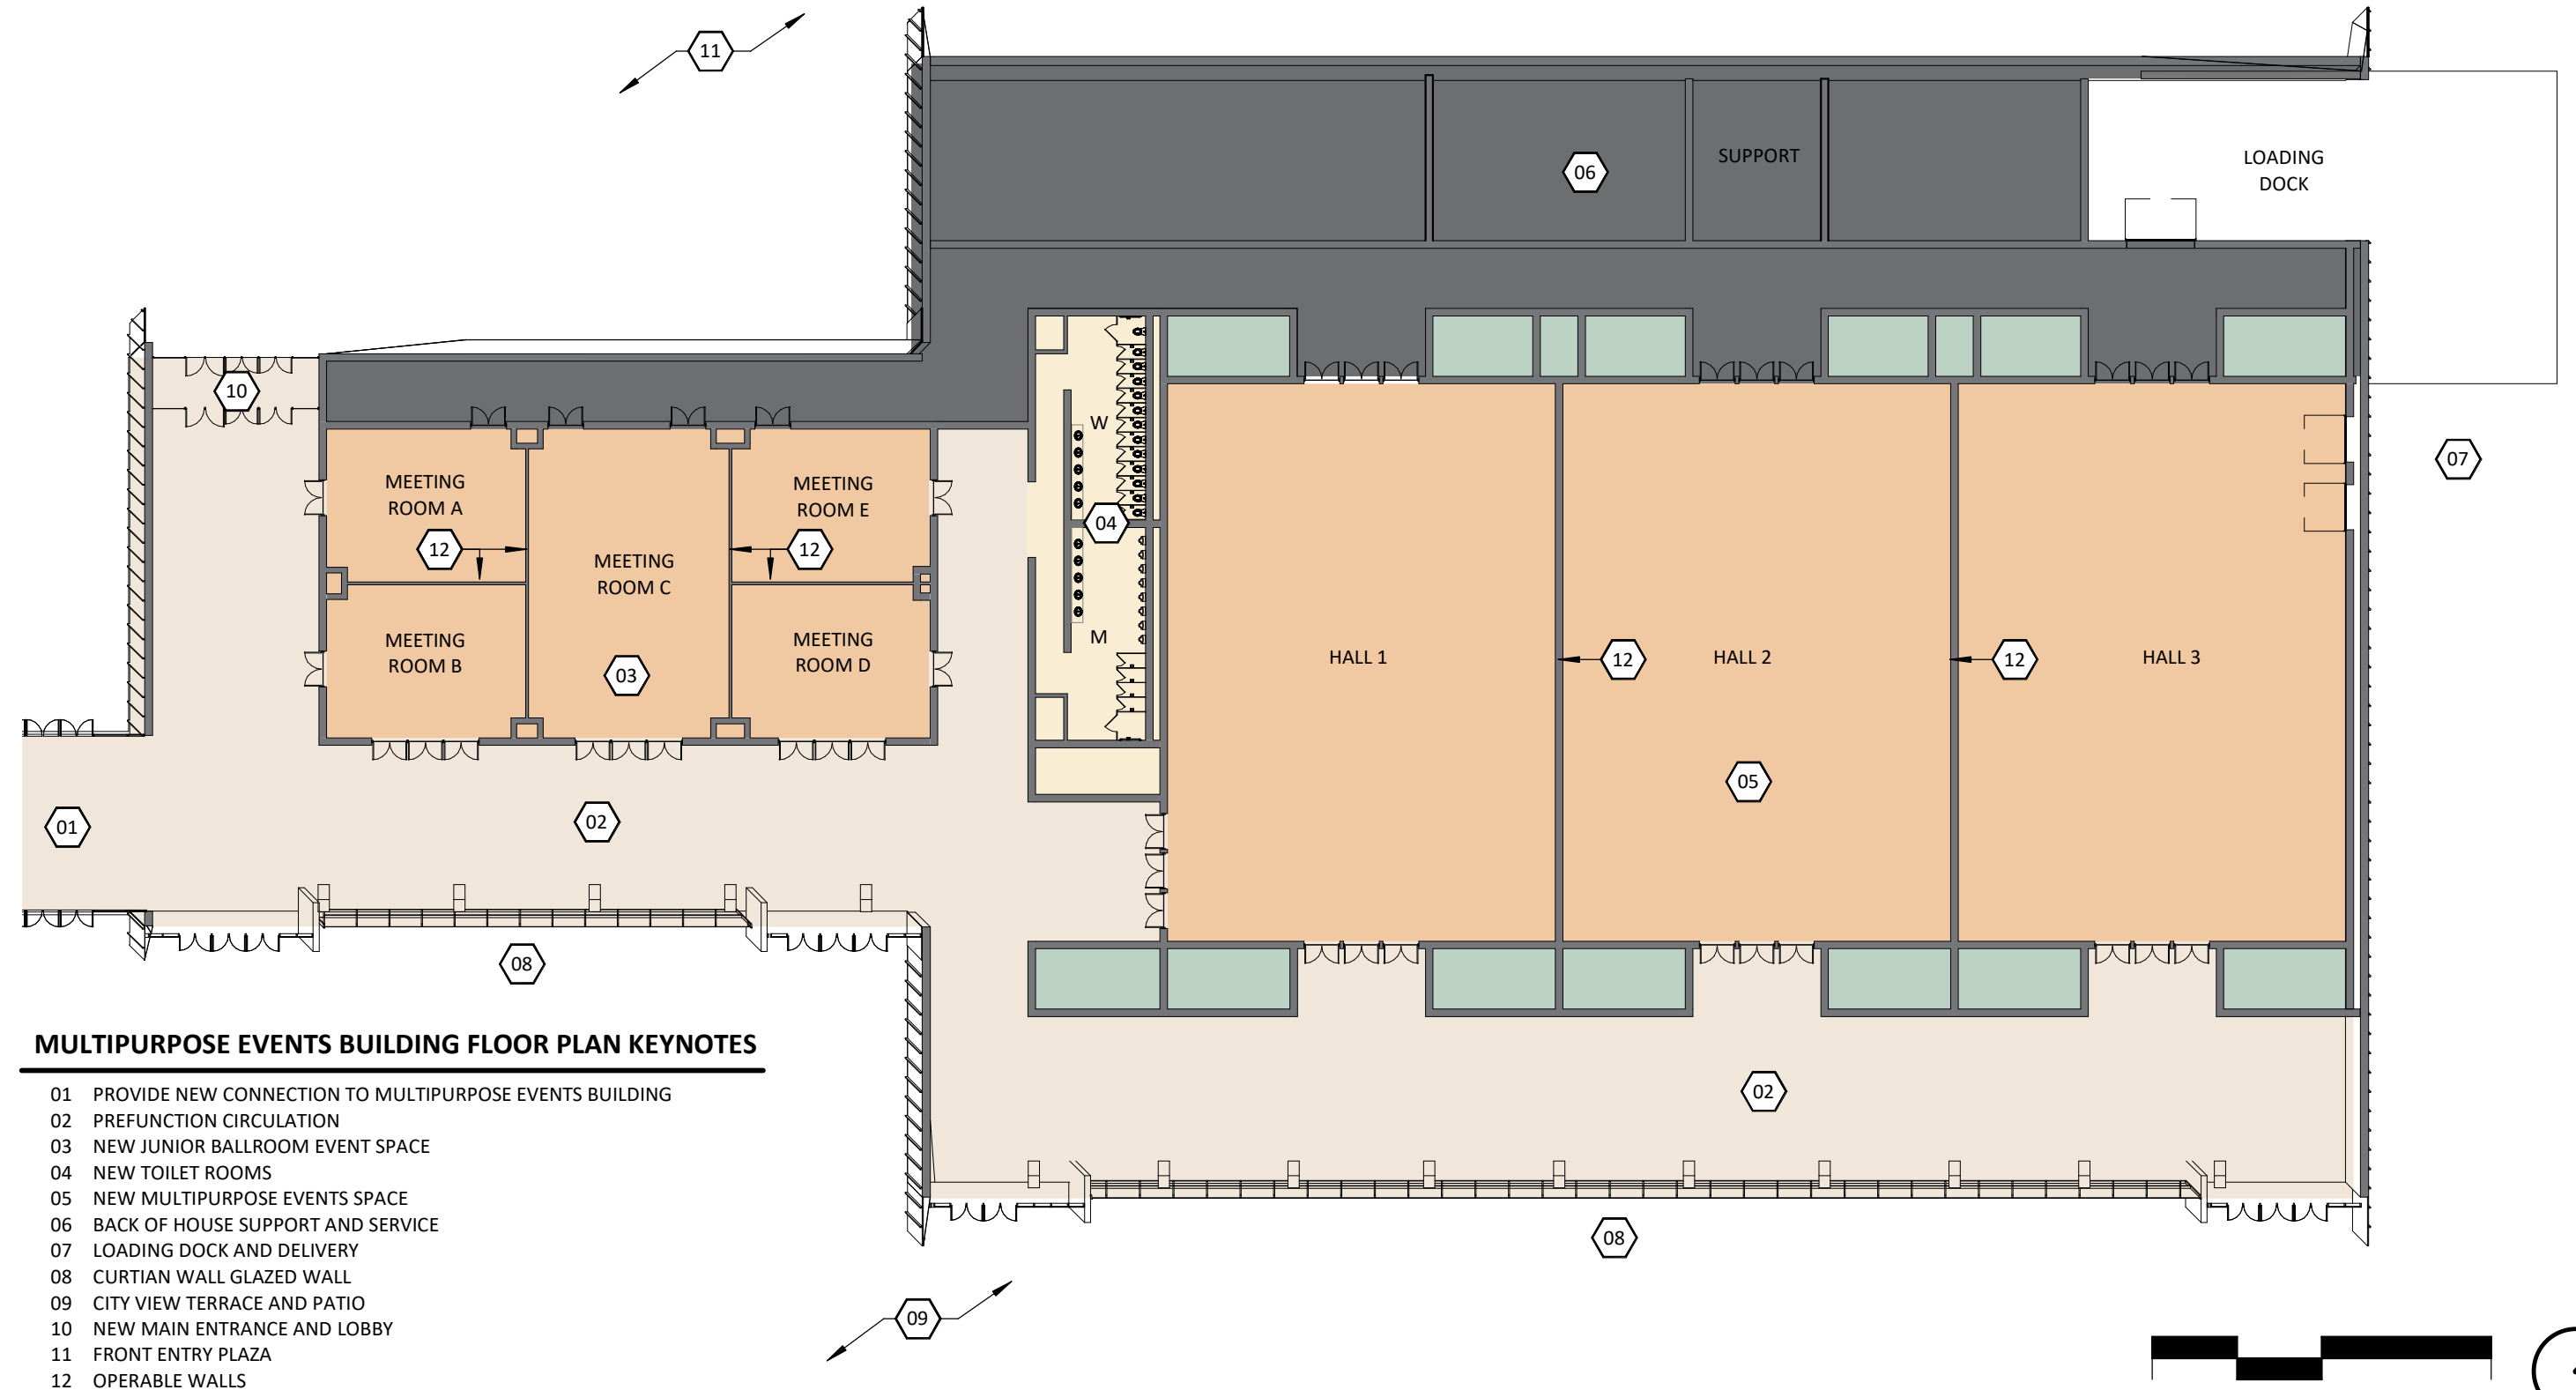 11
06
SUPPORT
LOADING
DOCK
10
W
04
M
07
MEETING
ROOM A
MEETING
ROOM E
12
12
MEETING
ROOM C
MEETING
ROOM B
MEETING
ROOM D
03
HALL 1
12
HALL 2
12
HALL 3
05
01
02
08
02
08
09
MULTIPURPOSE EVENTS BUILDING FLOOR PLAN KEYNOTES
01 PROVIDE NEW CONNECTION TO MULTIPURPOSE EVENTS BUILDING
02 PREFUNCTION CIRCULATION
03 NEW JUNIOR BALLROOM EVENT SPACE
04 NEW TOILET ROOMS
05 NEW MULTIPURPOSE EVENTS SPACE
06 BACK OF HOUSE SUPPORT AND SERVICE
07 LOADING DOCK AND DELIVERY
08 CURTIAN WALL GLAZED WALL
09 CITY VIEW TERRACE AND PATIO
10 NEW MAIN ENTRANCE AND LOBBY
11 FRONT ENTRY PLAZA
12 OPERABLE WALLS